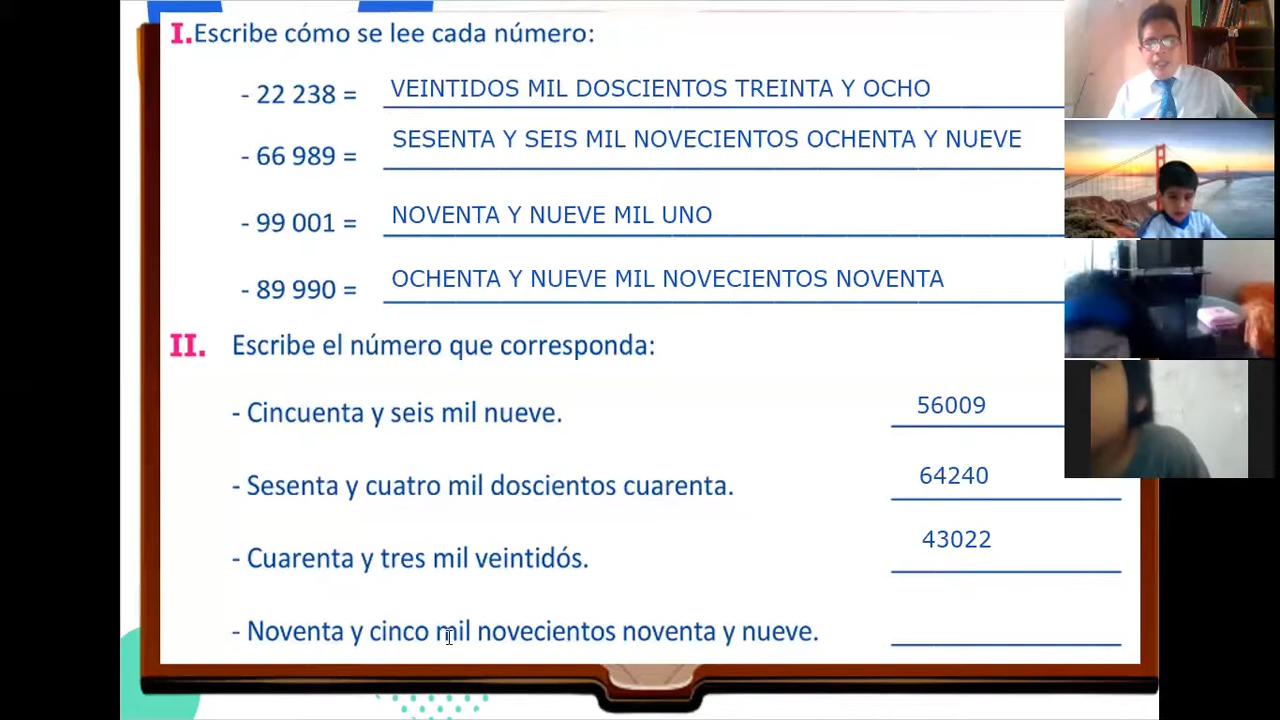 I. Escribe cómo se lee cada número:
- 22 238 = VEINTIDOS MIL DOSCIENTOS TREINTA Y OCHO
- 66 989 = SESENTA Y SEIS MIL NOVECIENTOS OCHENTA Y NUEVE
- 99 001 = NOVENTA Y NUEVE MIL UNO
- 89 990 = OCHENTA Y NUEVE MIL NOVECIENTOS NOVENTA
II. Escribe el número que corresponda:
- Cincuenta y seis mil nueve. 56009
- Sesenta y cuatro mil doscientos cuarenta. 64240
- Cuarenta y tres mil veintidós. 43022
- Noventa y cinco mil novecientos noventa y nueve.